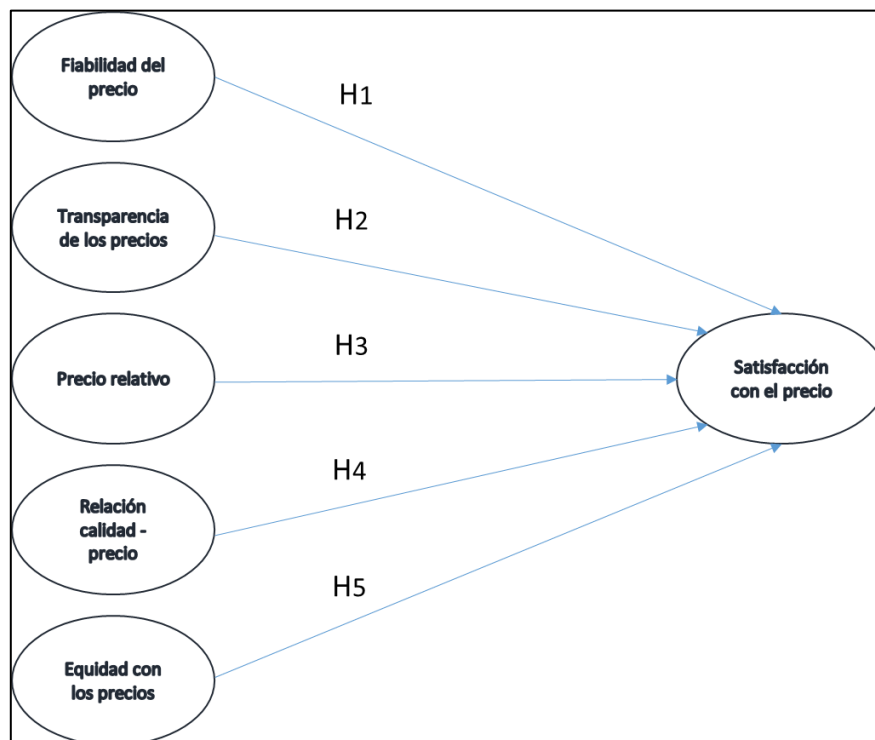 Fiabilidad del
precio
H1
Transparencia
de los precios
H2
Precio relativo
H3
Satisfacción
con el precio
Relación
calidad -
precio
H4
Equidad con
los precios
H5